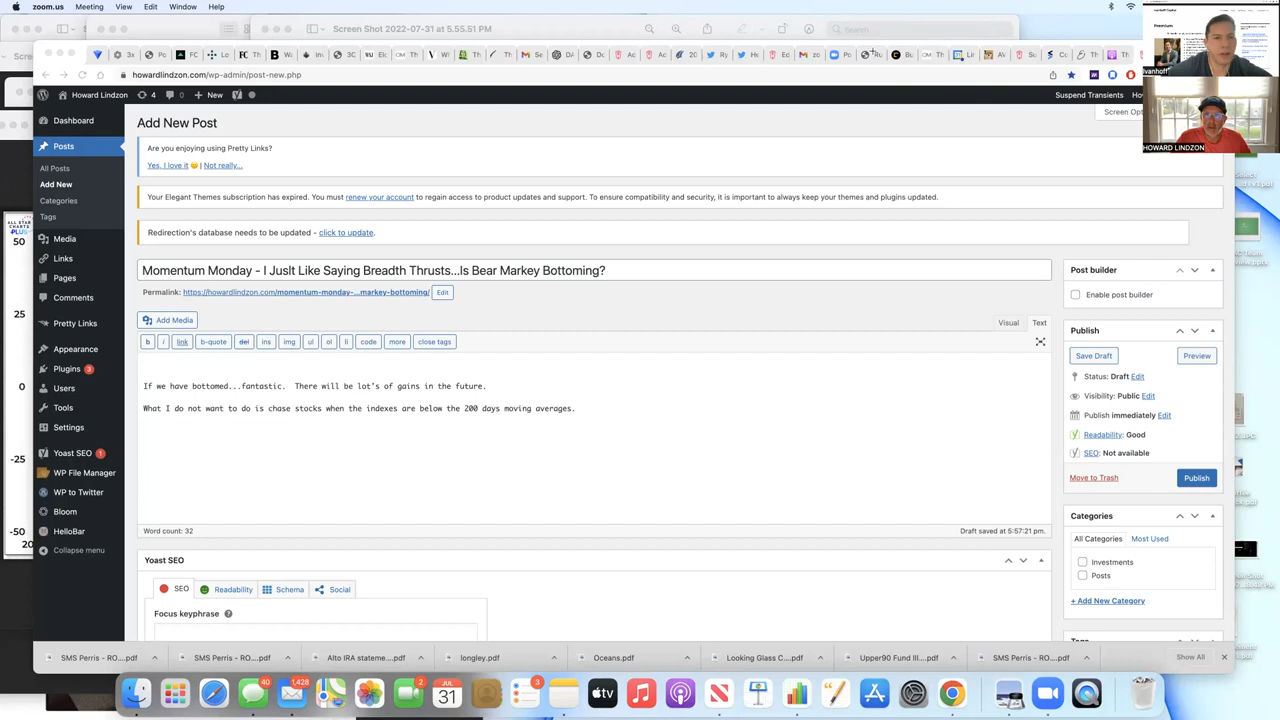 zoom.us Meeting View Edit Window Help
howardlindzon.com/wp-admin/post-new.php
Howard Lindzon 4 0 + New Suspend Transients
Dashboard
Posts
All Posts
Add New
Categories
Tags
Media
Links
Pages
Comments
Pretty Links
Appearance
Plugins 3
Users
Tools
Settings
Yoast SEO 1
WP File Manager
WP to Twitter
Bloom
HelloBar
Collapse menu
Add New Post
Are you enjoying using Pretty Links?
Yes, I love it | Not really...
Your Elegant Themes subscription has expired. You must renew your account to regain access to product updates and support. To ensure compatibility and security, it is important to always keep your themes and plugins updated.
Redirection's database needs to be updated - click to update.
Momentum Monday - I Juslt Like Saying Breadth Thrusts...Is Bear Markey Bottoming?
Permalink: https://howardlindzon.com/momentum-monday-...markey-bottoming/ Edit
Add Media
Visual Text
b i link b-quote del ins img ul ol li code more close tags
If we have bottomed...fantastic. There will be lot's of gains in the future.
What I do not want to do is chase stocks when the indexes are below the 200 days moving averages.
Word count: 32 Draft saved at 5:57:21 pm.
Yoast SEO
SEO Readability Schema Social
Focus keyphrase
Post builder
Enable post builder
Publish
Save Draft Preview
Status: Draft Edit
Visibility: Public Edit
Publish immediately Edit
Readability: Good
SEO: Not available
Move to Trash Publish
Categories
All Categories Most Used
Investments
Posts
+ Add New Category
Premium
Ivanhoff
HOWARD LINDZON
ALL STAR
CHARTS
PLUS
50
25
0
-25
-50
SMS Perris - RO....pdf SMS Perris - RO....pdf Alto IRA stateme....pdf longley.pdf Oceans.pdf Looking Glass C....pdf Upper90 Fund III....pdf SMS Perris - RO....pdf Show All
40 1,428 2 JUL 31